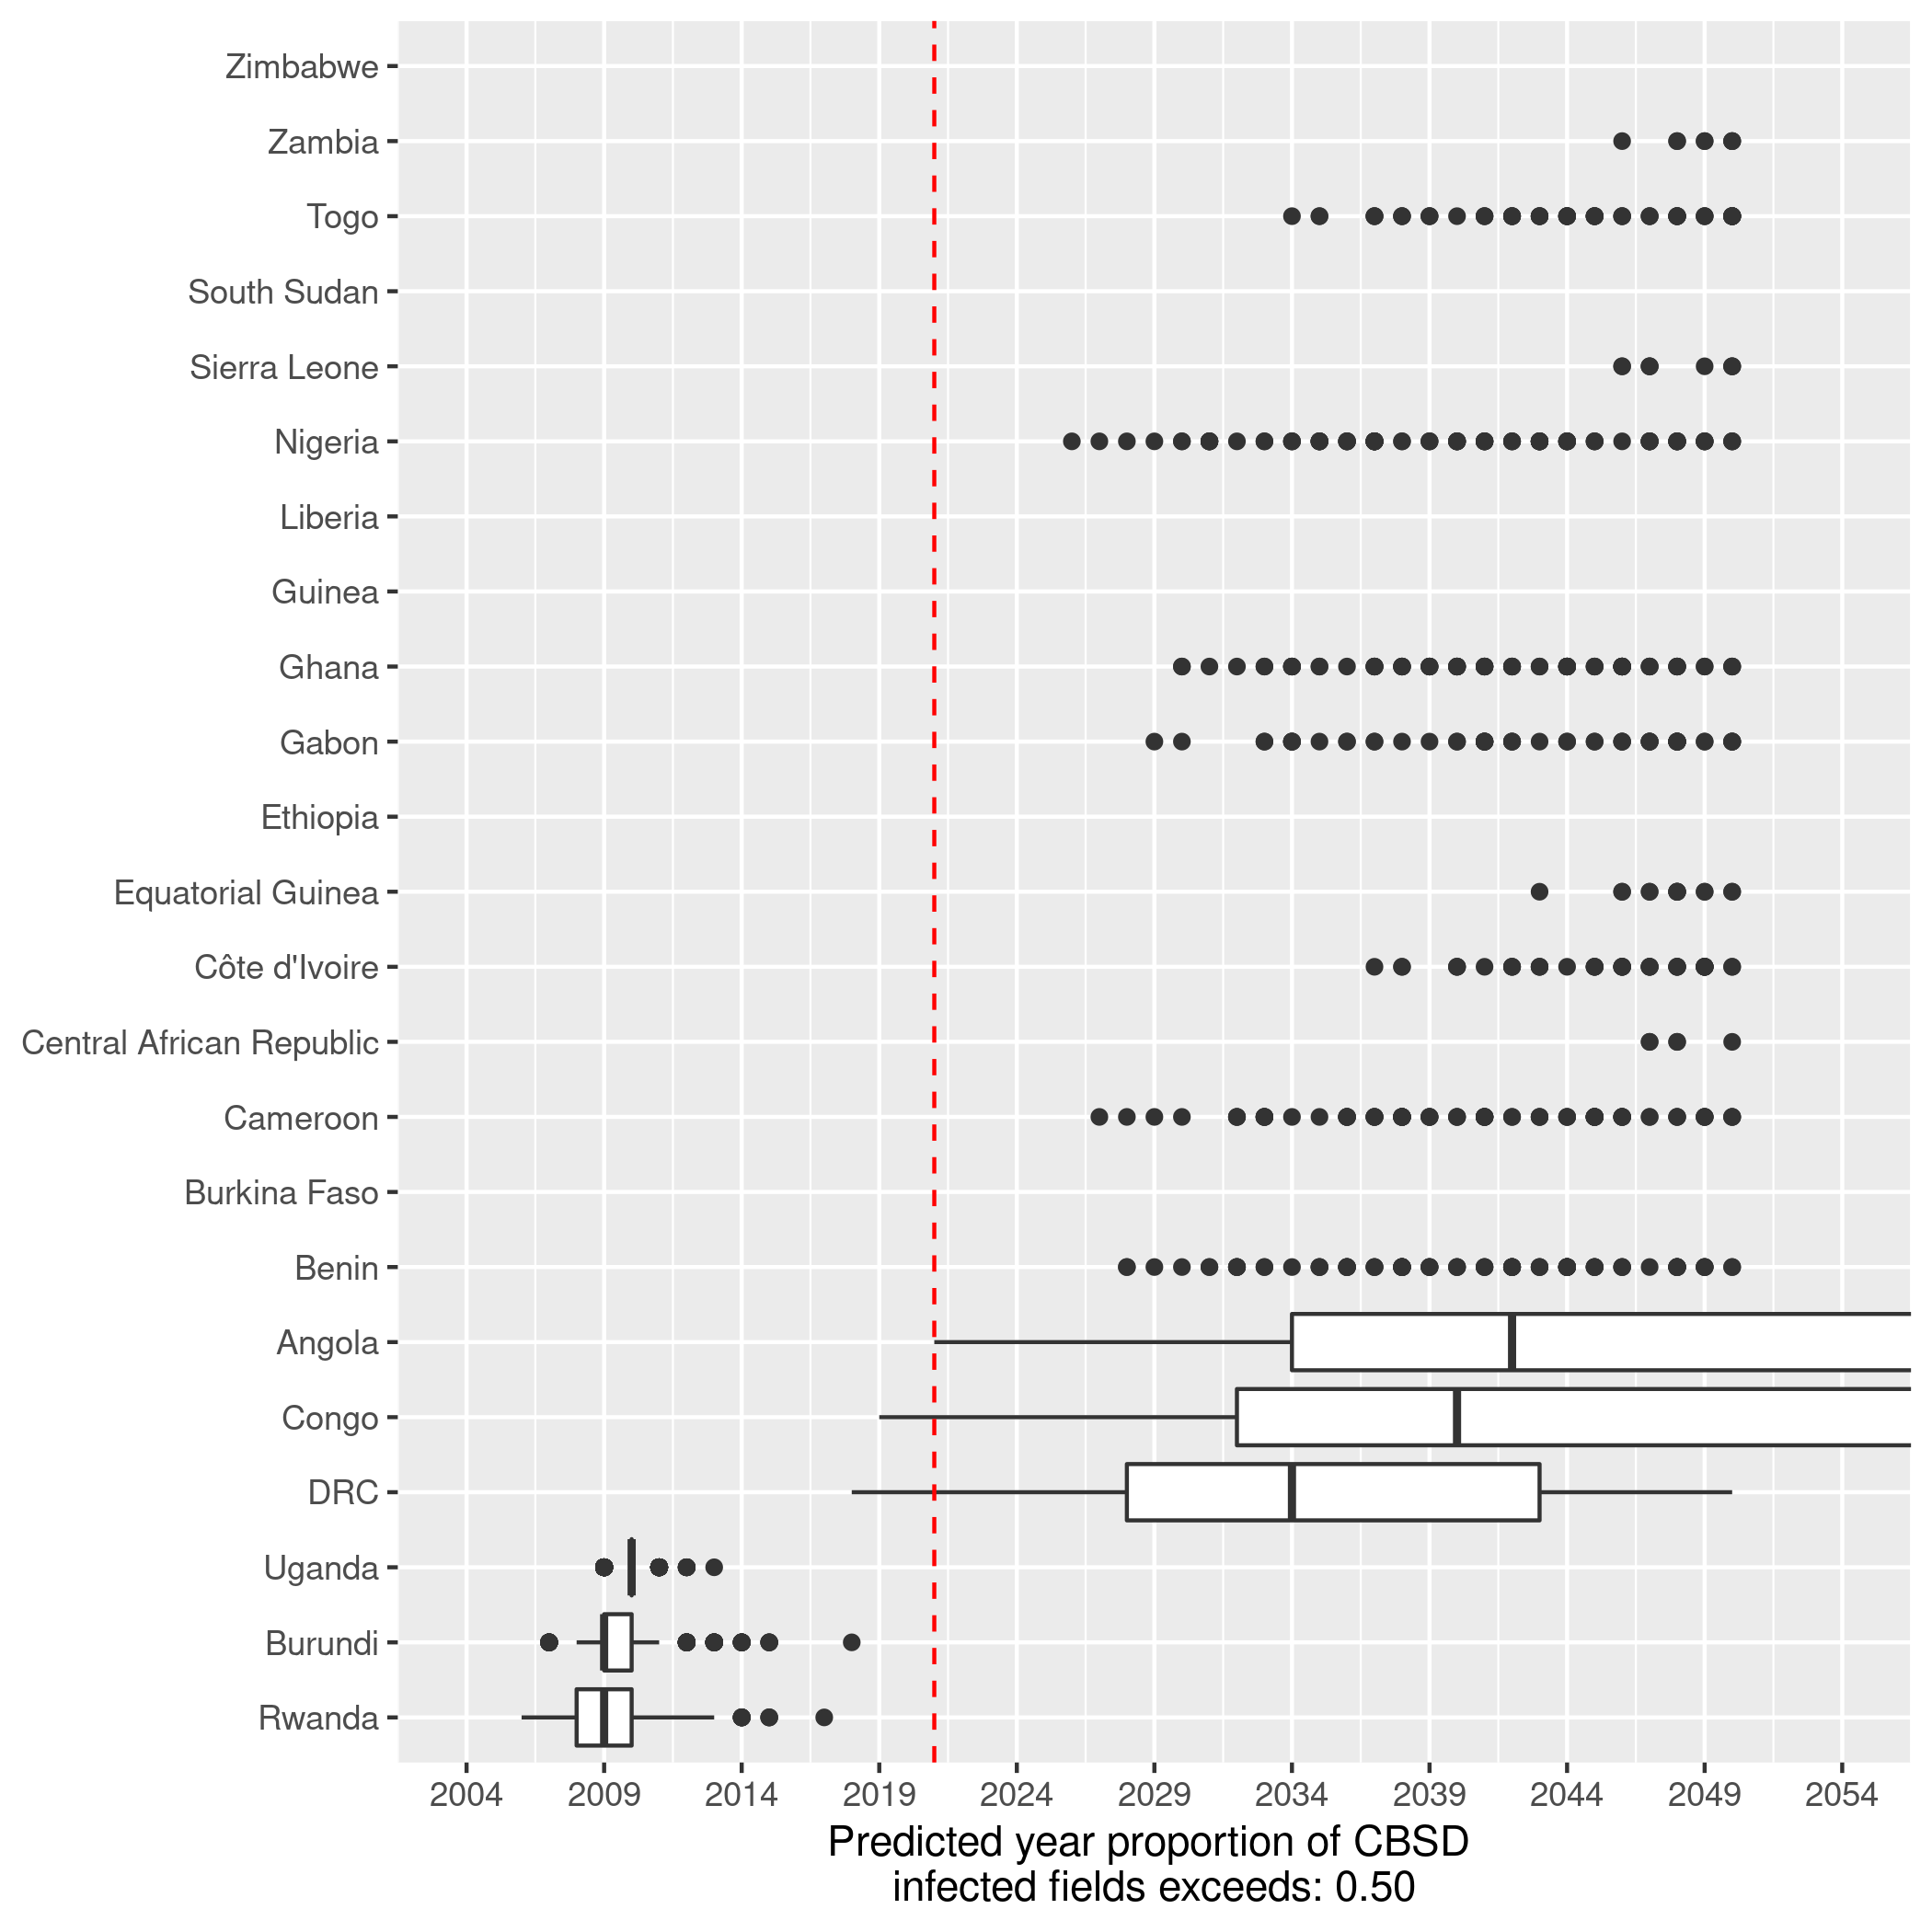 Zimbabwe
Zambia
Togo
South Sudan
Sierra Leone
Nigeria
Liberia
Guinea
Ghana
Gabon
Ethiopia
Equatorial Guinea
Côte d'Ivoire
Central African Republic
Cameroon
Burkina Faso
Benin
Angola
Congo
DRC
Uganda
Burundi
Rwanda
2004 2009 2014 2019 2024 2029 2034 2039 2044 2049 2054
Predicted year proportion of CBSD
infected fields exceeds: 0.50